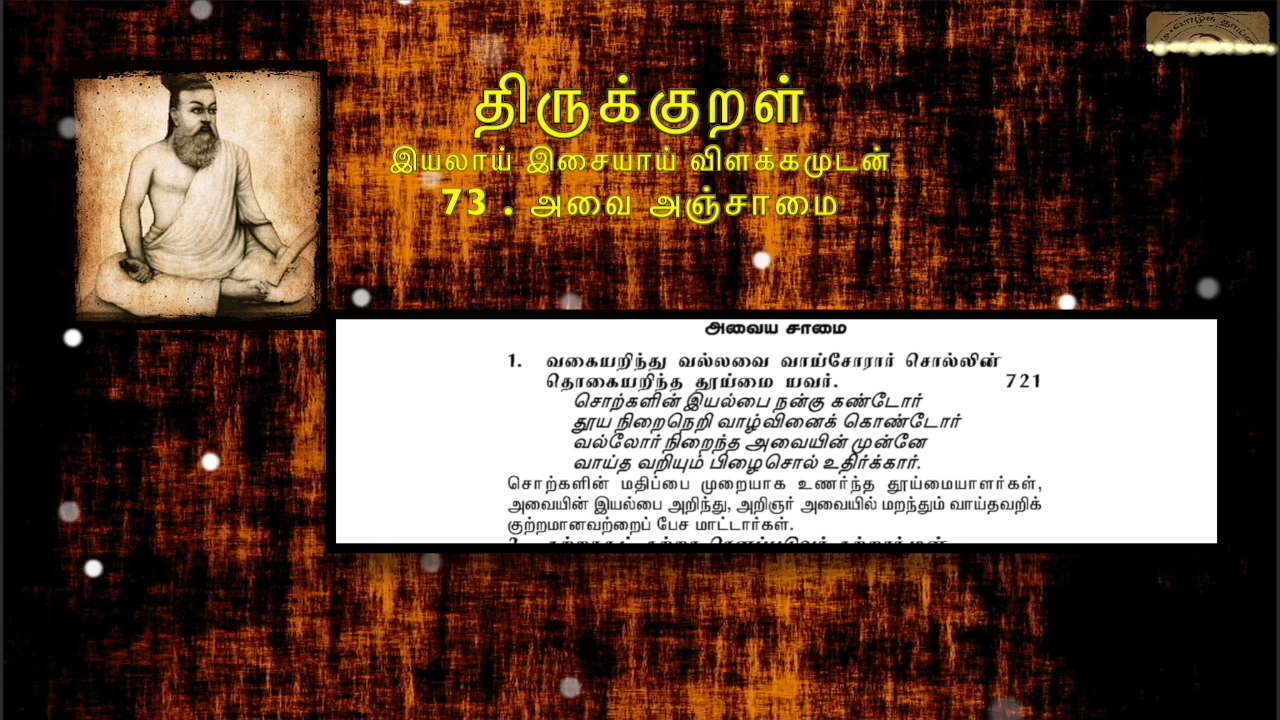 திருக்குறள்
இயலாய் இசையாய் விளக்கமுடன்
73 . அவை அஞ்சாமை
அவைய சாமை
1. வகையறிந்து வல்லவை வாய்சோரார் சொல்லின்
தொகையறிந்த தூய்மை யவர். 721
சொற்களின் இயல்பை நன்கு கண்டோர்
தூய நிறைநெறி வாழ்வினைக் கொண்டோர்
வல்லோர் நிறைந்த அவையின் முன்னே
வாய்த வறியும் பிழைசொல் உதிர்க்கார்.
சொற்களின் மதிப்பை முறையாக உணர்ந்த தூய்மையாளர்கள்,
அவையின் இயல்பை அறிந்து, அறிஞர் அவையில் மறந்தும் வாய்தவறிக்
குற்றமானவற்றைப் பேச மாட்டார்கள்.